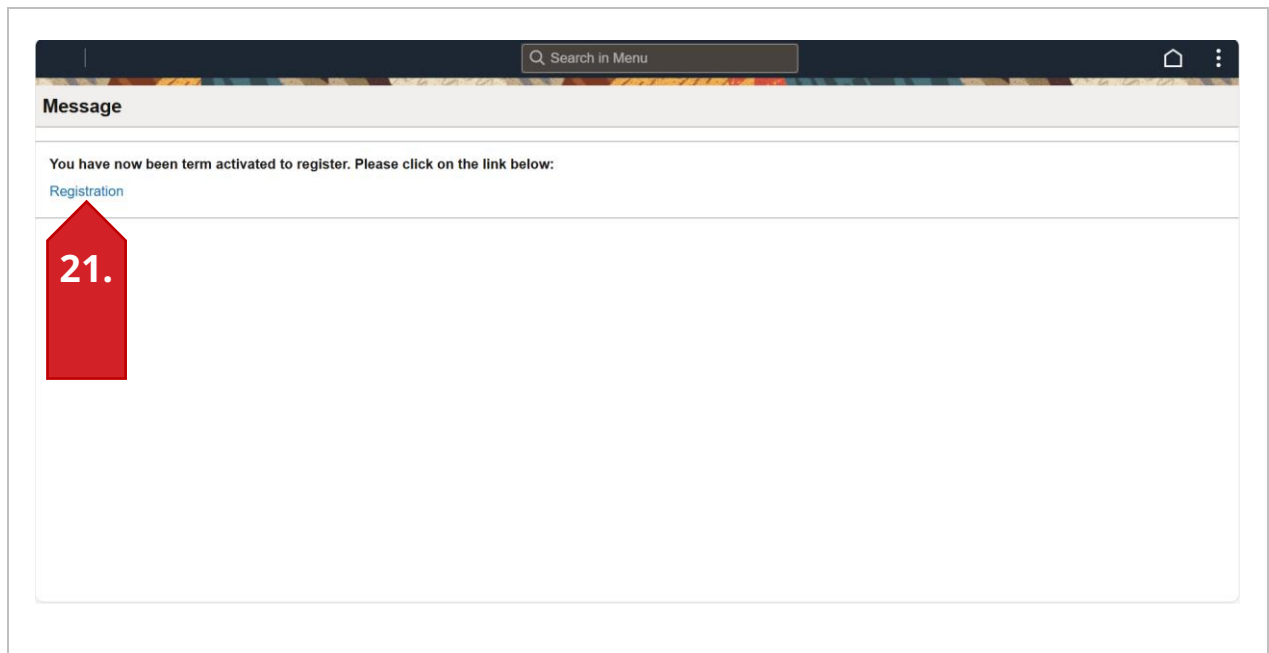 Search in Menu
Message
You have now been term activated to register. Please click on the link below:
Registration
21.